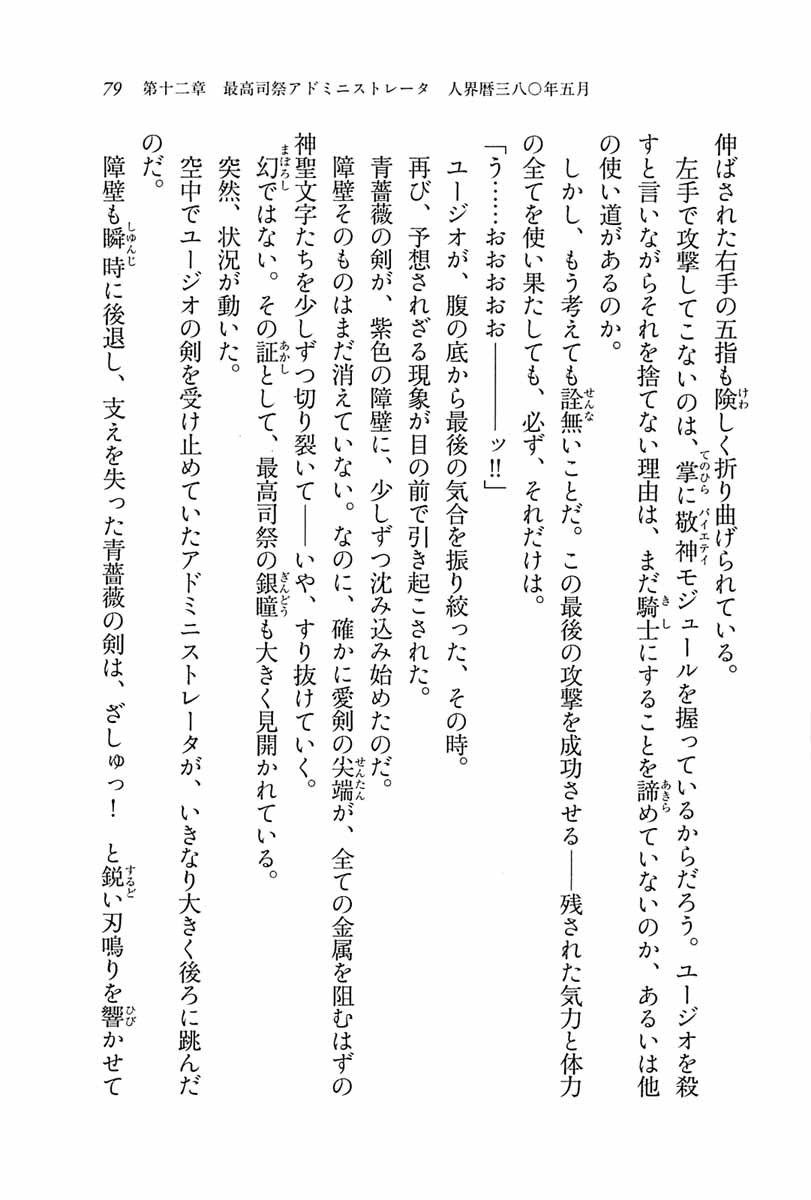 79　第十二章　最高司祭アドミニストレータ　人界暦三八〇年五月
伸ばされた右手の五指も険しく折り曲げられている。
左手で攻撃してこないのは、掌に敬神モジュールを握っているからだろう。ユージオを殺
すと言いながらそれを捨てない理由は、まだ騎士にすることを諦めていないのか、あるいは他
の使い道があるのか。
しかし、もう考えても詮無いことだ。この最後の攻撃を成功させる――残された気力と体力
の全てを使い果たしても、必ず、それだけは。
「う……おおおおお――――ッ!!」
ユージオが、腹の底から最後の気合を振り絞った、その時。
再び、予想されざる現象が目の前で引き起こされた。
青薔薇の剣が、紫色の障壁に、少しずつ沈み込み始めたのだ。
障壁そのものはまだ消えていない。なのに、確かに愛剣の尖端が、全ての金属を阻むはずの
神聖文字たちを少しずつ切り裂いて――いや、すり抜けていく。
幻ではない。その証として、最高司祭の銀瞳も大きく見開かれている。
突然、状況が動いた。
空中でユージオの剣を受け止めていたアドミニストレータが、いきなり大きく後ろに跳んだ
のだ。
障壁も瞬時に後退し、支えを失った青薔薇の剣は、ざしゅっ！　と鋭い刃鳴りを響かせて